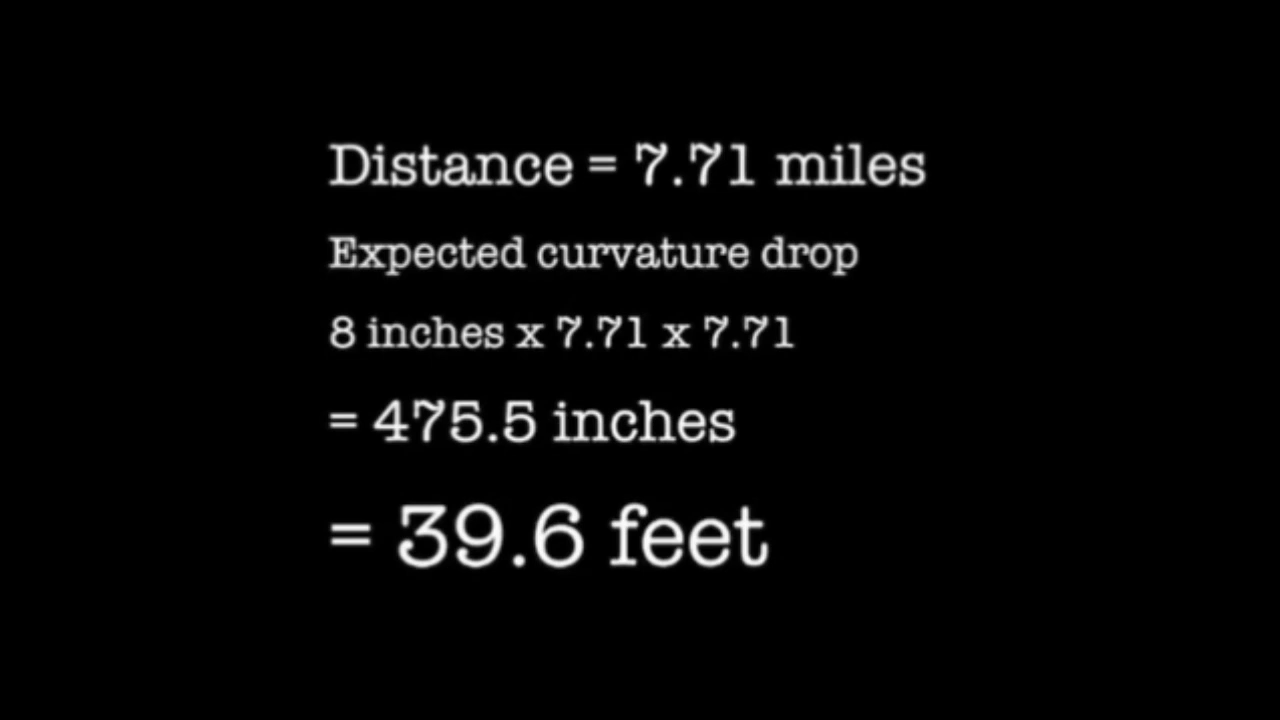 Distance = 7.71 miles
Expected curvature drop
8 inches x 7.71 x 7.71
= 475.5 inches
= 39.6 feet